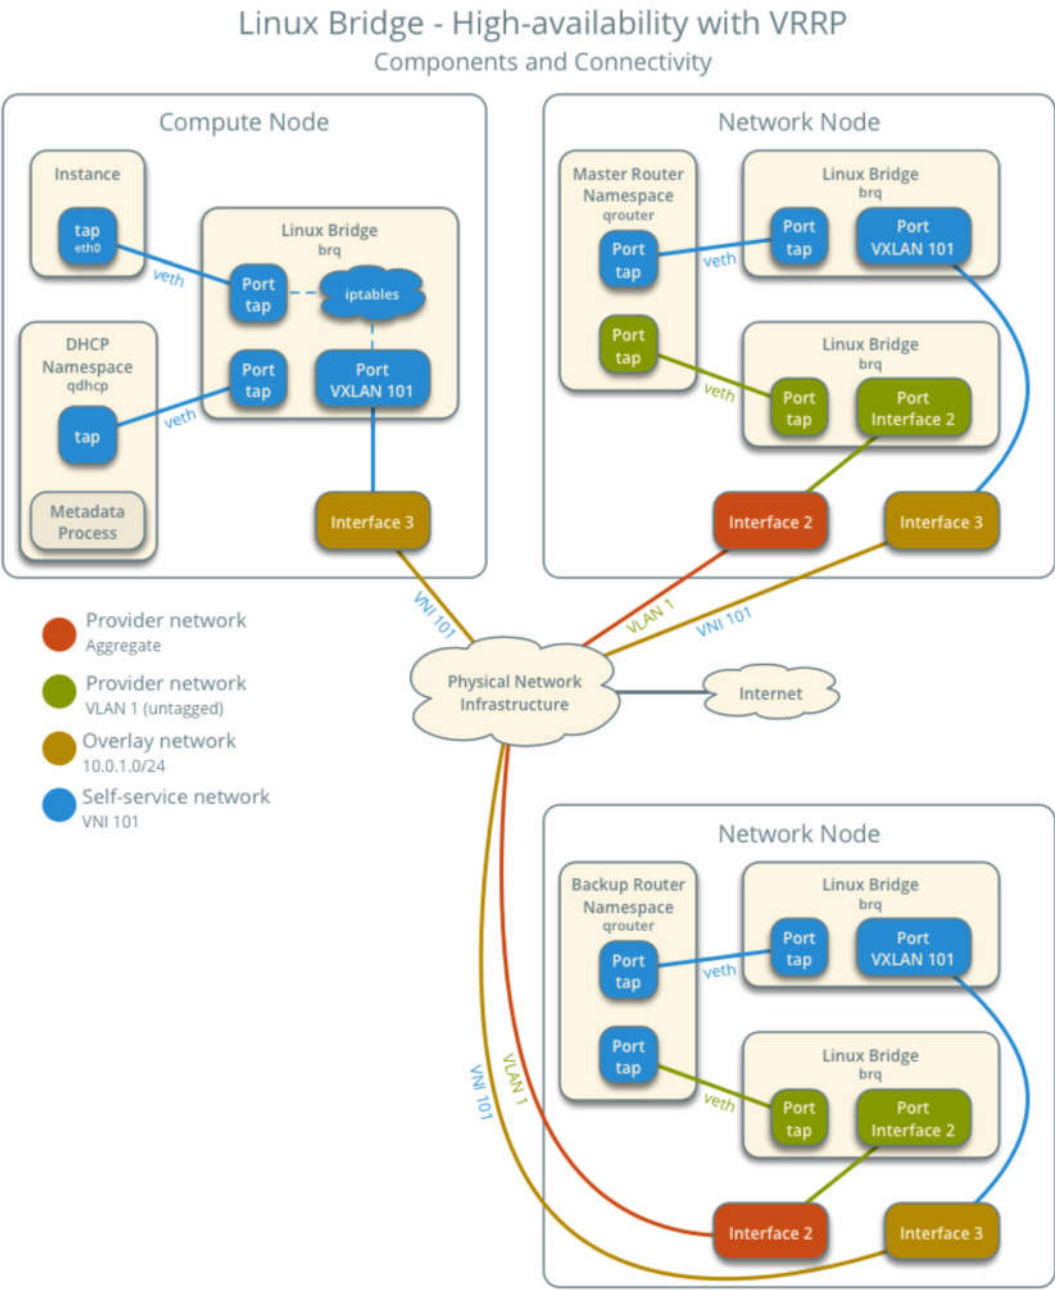 Linux Bridge - High-availability with VRRP
Components and Connectivity
Compute Node
Instance
tap
eth0
veth
Linux Bridge
brq
Port
tap
iptables
DHCP
Namespace
qdhcp
tap
veth
Port
tap
Port
VXLAN 101
Metadata
Process
Interface 3
VNI 101
Network Node
Master Router
Namespace
qrouter
Port
tap
veth
Linux Bridge
brq
Port
tap
Port
VXLAN 101
Port
tap
veth
Linux Bridge
brq
Port
tap
Port
Interface 2
Interface 2
Interface 3
VLAN 1
VNI 101
Provider network
Aggregate
Provider network
VLAN 1 (untagged)
Overlay network
10.0.1.0/24
Self-service network
VNI 101
Physical Network
Infrastructure
Internet
VNI 101
VLAN 1
Network Node
Backup Router
Namespace
qrouter
Port
tap
veth
Linux Bridge
brq
Port
tap
Port
VXLAN 101
Port
tap
veth
Linux Bridge
brq
Port
tap
Port
Interface 2
Interface 2
Interface 3